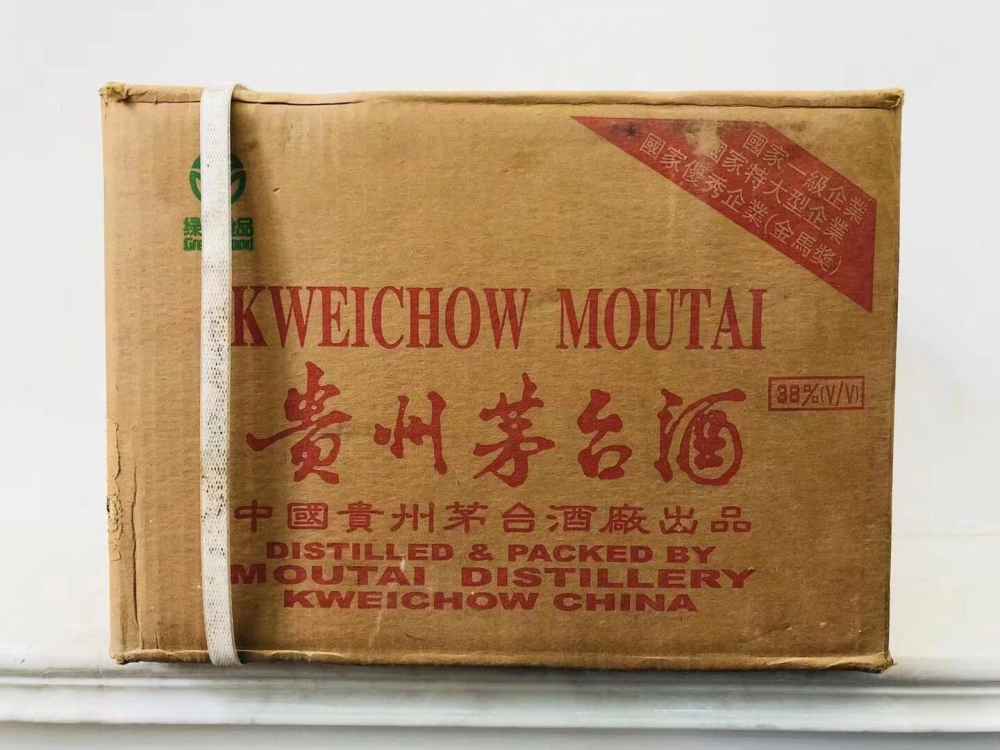 國家一級企業
國家特大型企業
國家優秀企業(金馬獎)
绿 品
KWEICHOW MOUTAI
38%(V/V)
貴州茅台酒
中國貴州茅台酒廠出品
DISTILLED & PACKED BY
MOUTAI DISTILLERY
KWEICHOW CHINA